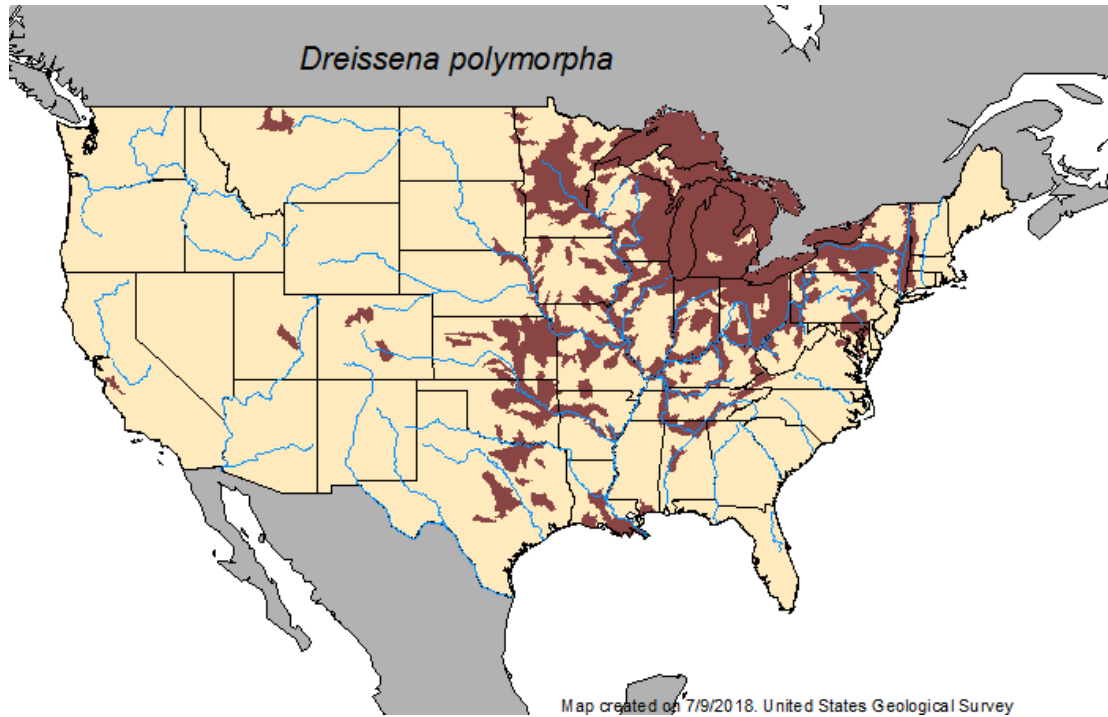 Dreissena polymorpha
Map created on 7/9/2018. United States Geological Survey